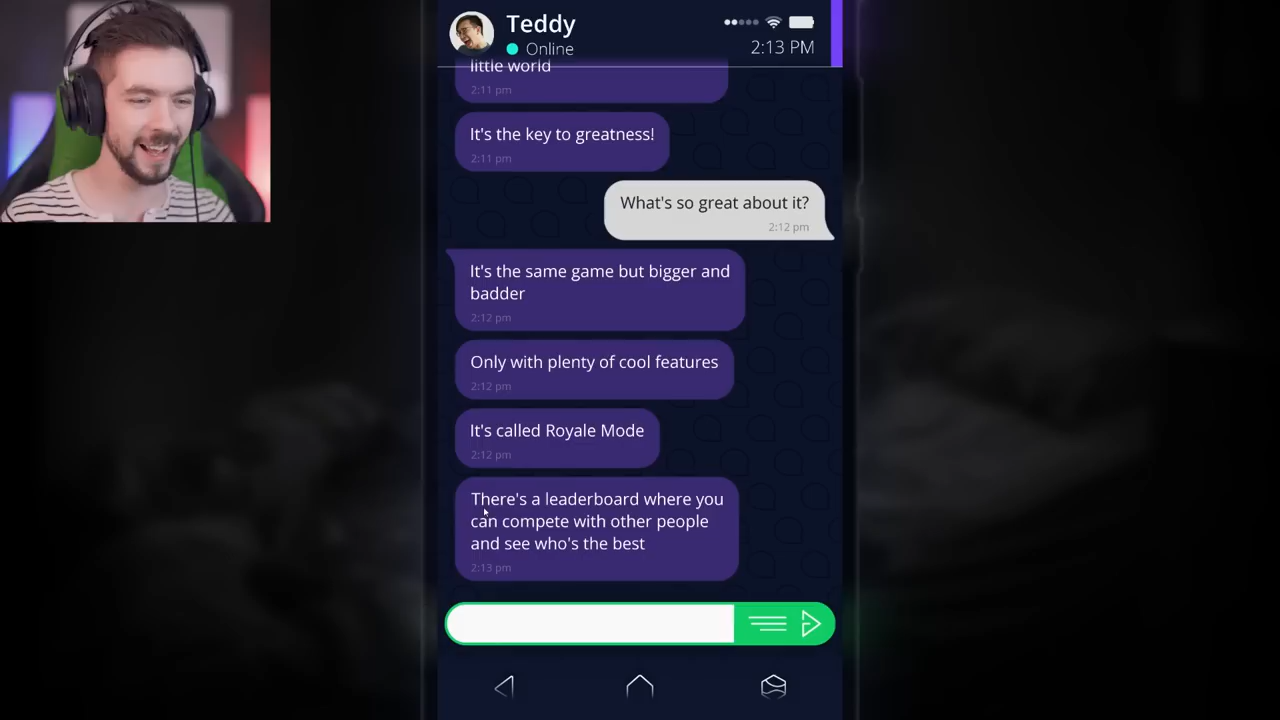 Teddy
Online
2:13 PM
little world
2:11 pm
It's the key to greatness!
2:11 pm
What's so great about it?
2:12 pm
It's the same game but bigger and
badder
2:12 pm
Only with plenty of cool features
2:12 pm
It's called Royale Mode
2:12 pm
There's a leaderboard where you
can compete with other people
and see who's the best
2:13 pm